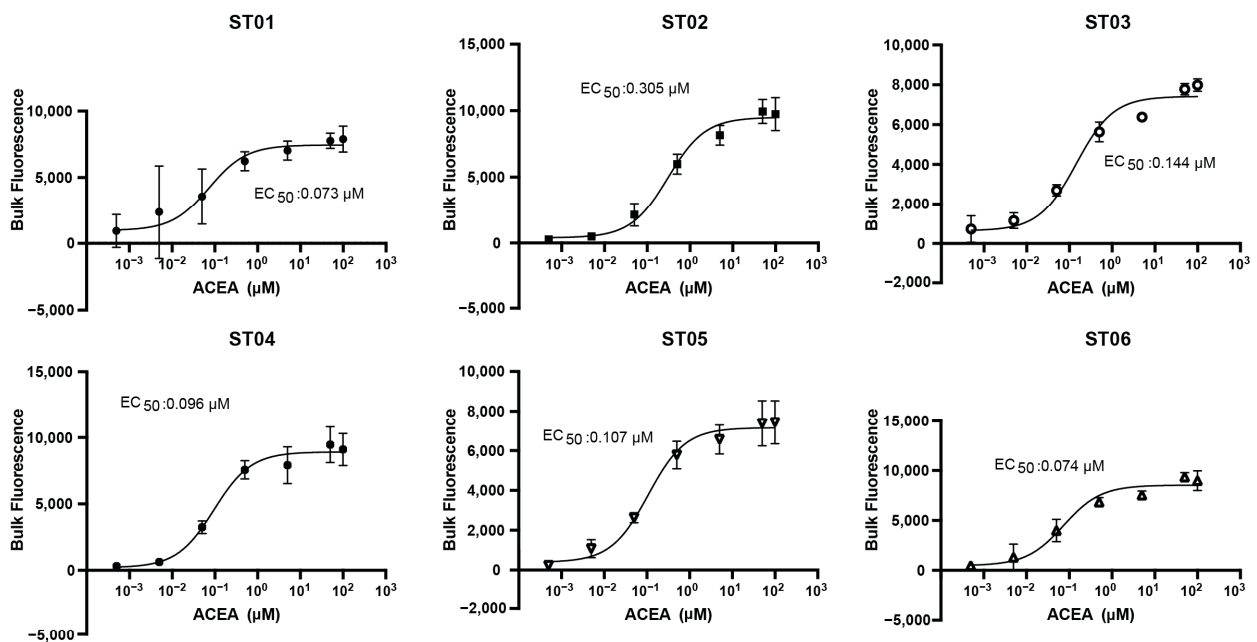 ST01
10,000
5,000
0
−5,000
Bulk Fluorescence
EC50:0.073 µM
10−3 10−2 10−1 100 101 102 103
ACEA (µM)
ST02
15,000
10,000
5,000
0
−5,000
Bulk Fluorescence
EC50:0.305 µM
10−3 10−2 10−1 100 101 102 103
ACEA (µM)
ST03
10,000
8,000
6,000
4,000
2,000
0
−2,000
Bulk Fluorescence
EC50:0.144 µM
10−3 10−2 10−1 100 101 102 103
ACEA (µM)
ST04
15,000
10,000
5,000
0
−5,000
Bulk Fluorescence
EC50:0.096 µM
10−3 10−2 10−1 100 101 102 103
ACEA (µM)
ST05
10,000
8,000
6,000
4,000
2,000
0
−2,000
Bulk Fluorescence
EC50:0.107 µM
10−3 10−2 10−1 100 101 102 103
ACEA (µM)
ST06
15,000
10,000
5,000
0
−5,000
Bulk Fluorescence
EC50:0.074 µM
10−3 10−2 10−1 100 101 102 103
ACEA (µM)